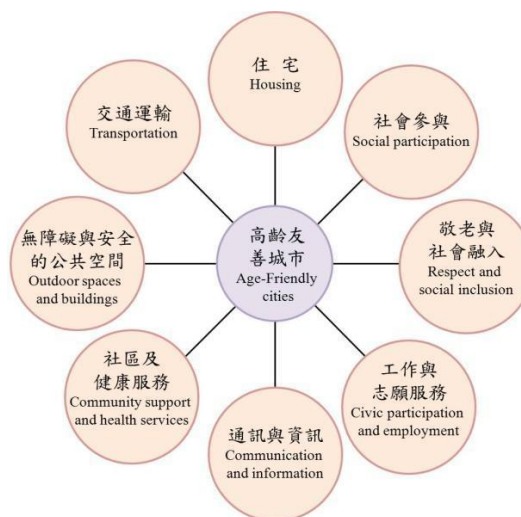 住 宅
Housing
社會參與
Social participation
敬老與
社會融入
Respect and
social inclusion
工作與
志願服務
Civic participation
and employment
通訊與資訊
Communication
and information
社區及
健康服務
Community support
and health services
無障礙與安全
的公共空間
Outdoor spaces
and buildings
交通運輸
Transportation
高齡友
善城市
Age-Friendly
cities